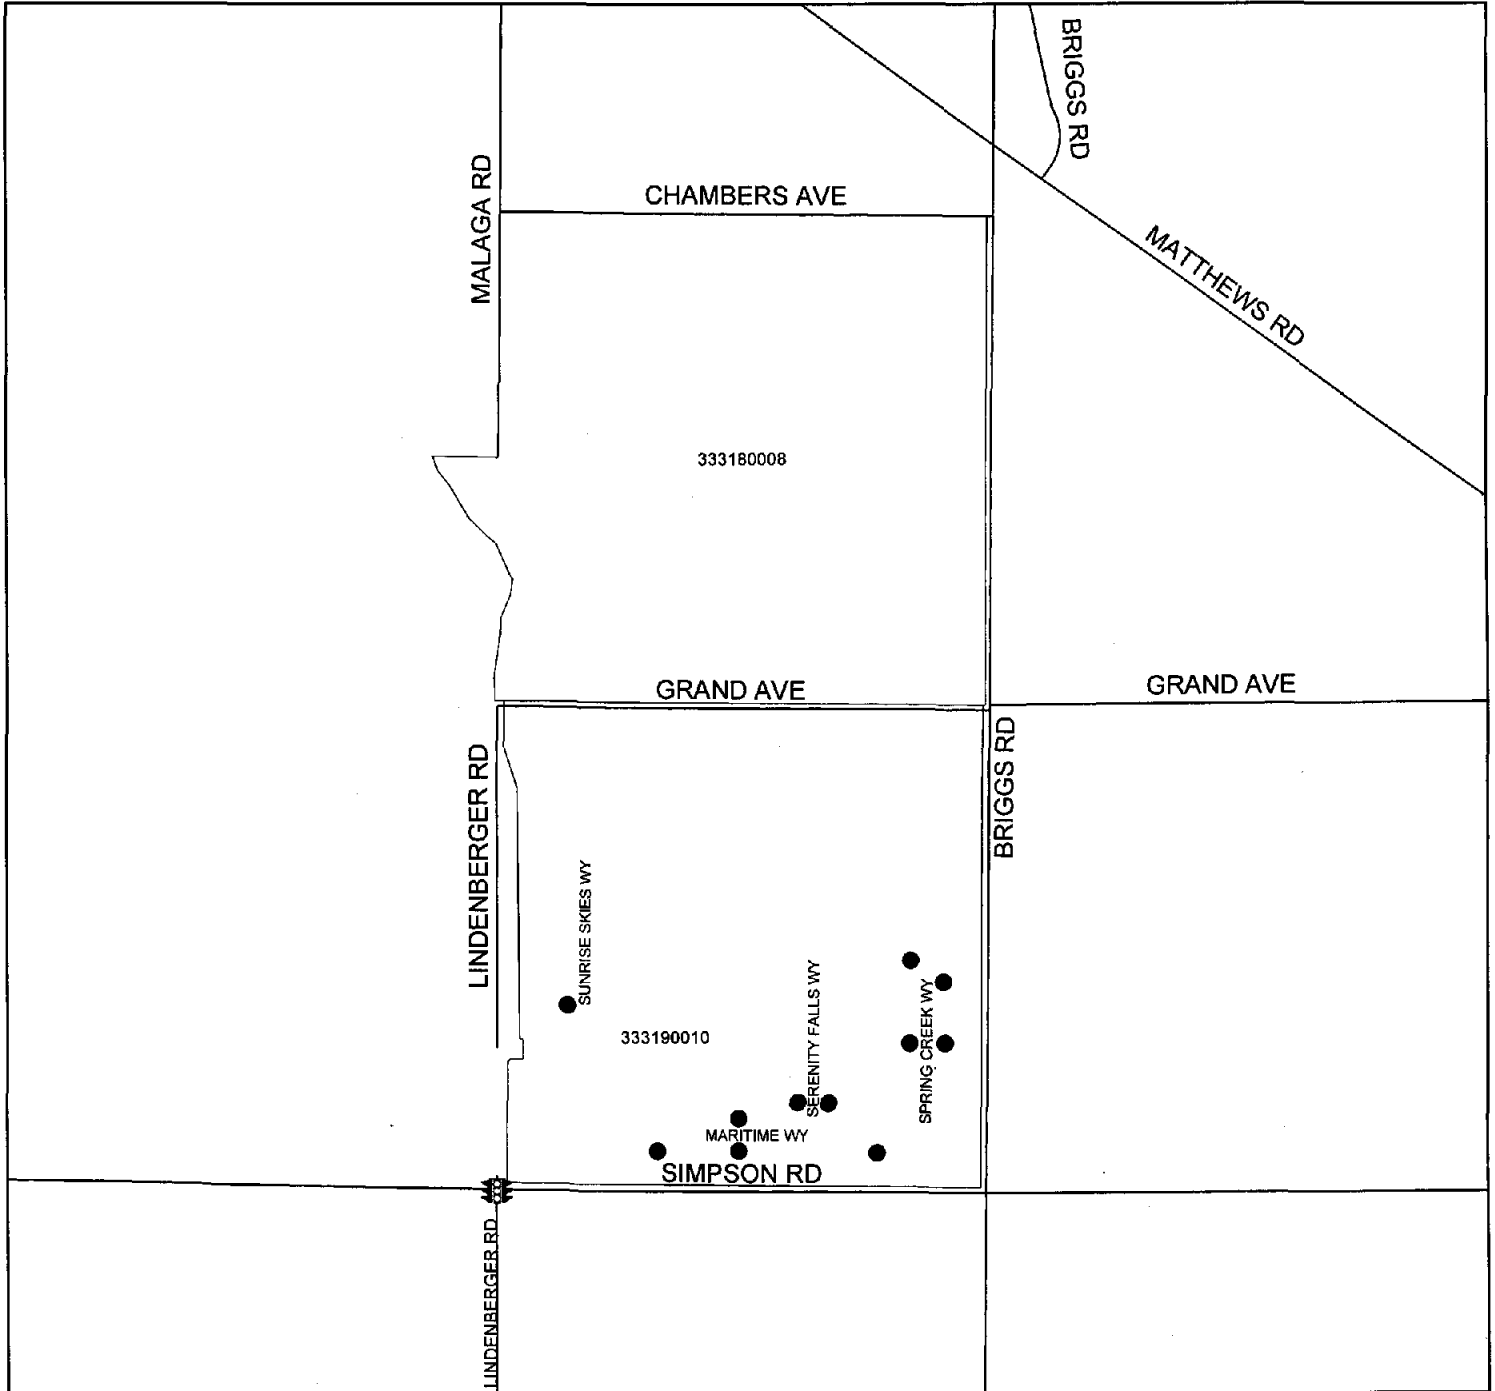 BRIGGS RD
MALAGA RD
CHAMBERS AVE
MATTHEWS RD
333180008
GRAND AVE
GRAND AVE
LINDENBERGER RD
BRIGGS RD
SUNRISE SKIES WY
SERENITY FALLS WY
SPRING CREEK WY
333190010
MARITIME WY
SIMPSON RD
LINDENBERGER RD